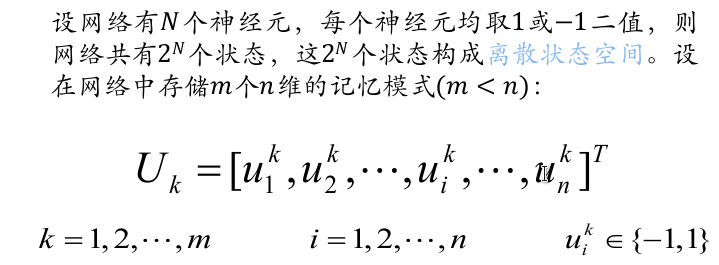 设网络有N个神经元，每个神经元均取1或−1二值，则
网络共有2^N个状态，这2^N个状态构成离散状态空间。设
在网络中存储m个n维的记忆模式(m < n)：
U_k = [u_1^k, u_2^k, ⋯, u_i^k, ⋯, u_n^k]^T
k = 1, 2, ⋯, m i = 1, 2, ⋯, n u_i^k ∈ {−1,1}